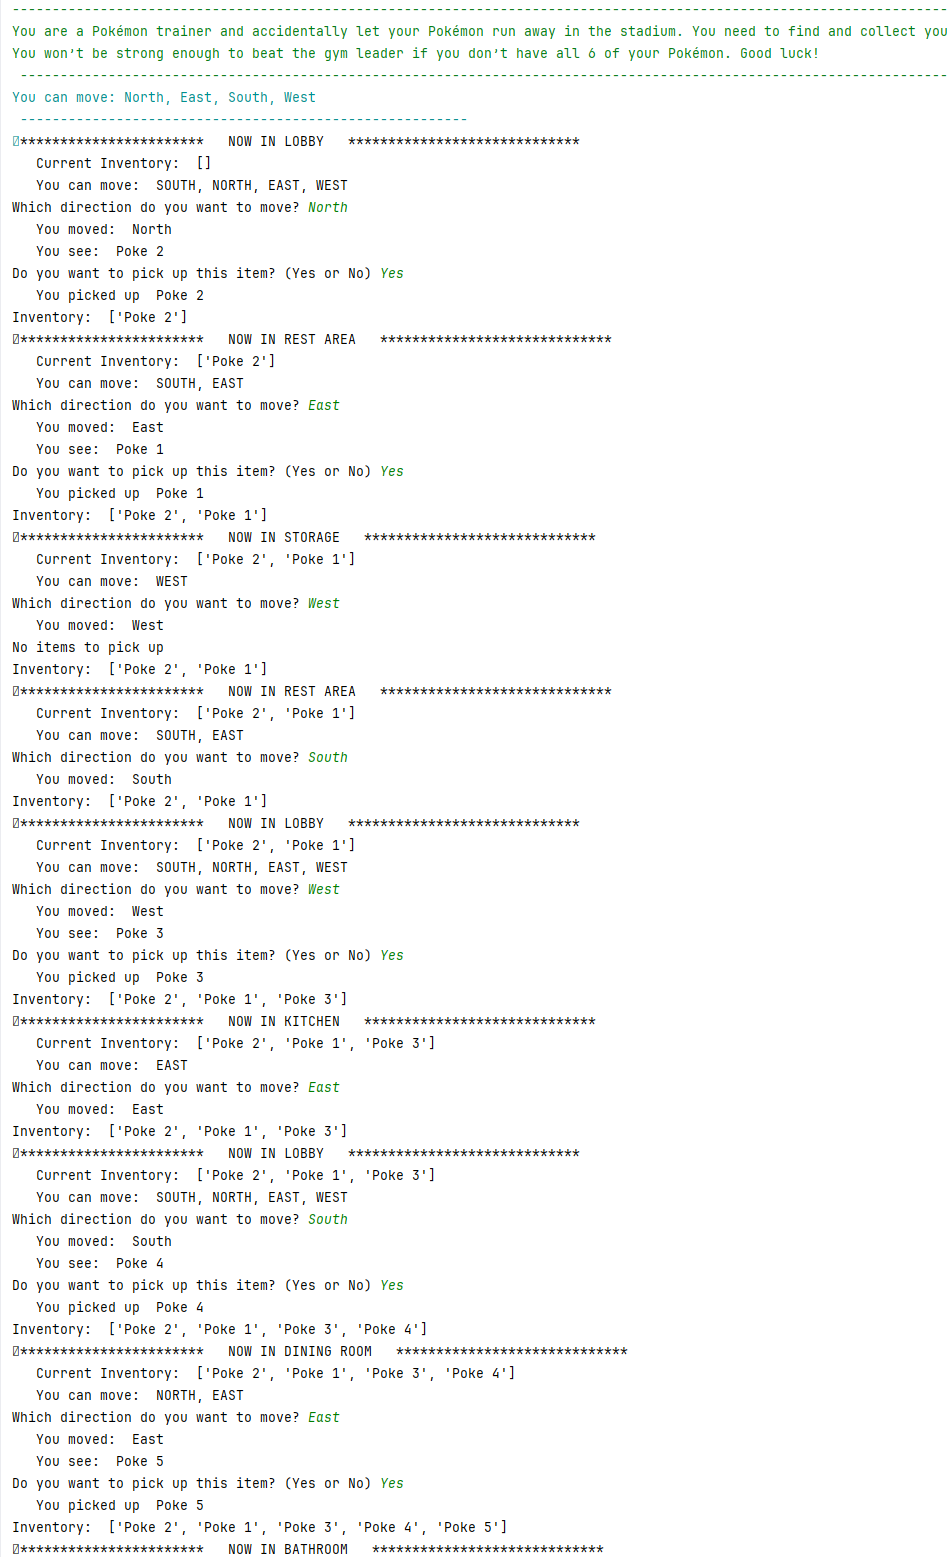 ------------------------------------------------------------------------------------------------------------------------
You are a Pokémon trainer and accidentally let your Pokémon run away in the stadium. You need to find and collect you
You won't be strong enough to beat the gym leader if you don't have all 6 of your Pokémon. Good luck!
------------------------------------------------------------------------------------------------------------------------
You can move: North, East, South, West
--------------------------------------------------------
*********************** NOW IN LOBBY *****************************
Current Inventory: []
You can move: SOUTH, NORTH, EAST, WEST
Which direction do you want to move? North
You moved: North
You see: Poke 2
Do you want to pick up this item? (Yes or No) Yes
You picked up Poke 2
Inventory: ['Poke 2']
*********************** NOW IN REST AREA *****************************
Current Inventory: ['Poke 2']
You can move: SOUTH, EAST
Which direction do you want to move? East
You moved: East
You see: Poke 1
Do you want to pick up this item? (Yes or No) Yes
You picked up Poke 1
Inventory: ['Poke 2', 'Poke 1']
*********************** NOW IN STORAGE *****************************
Current Inventory: ['Poke 2', 'Poke 1']
You can move: WEST
Which direction do you want to move? West
You moved: West
No items to pick up
Inventory: ['Poke 2', 'Poke 1']
*********************** NOW IN REST AREA *****************************
Current Inventory: ['Poke 2', 'Poke 1']
You can move: SOUTH, EAST
Which direction do you want to move? South
You moved: South
Inventory: ['Poke 2', 'Poke 1']
*********************** NOW IN LOBBY *****************************
Current Inventory: ['Poke 2', 'Poke 1']
You can move: SOUTH, NORTH, EAST, WEST
Which direction do you want to move? West
You moved: West
You see: Poke 3
Do you want to pick up this item? (Yes or No) Yes
You picked up Poke 3
Inventory: ['Poke 2', 'Poke 1', 'Poke 3']
*********************** NOW IN KITCHEN *****************************
Current Inventory: ['Poke 2', 'Poke 1', 'Poke 3']
You can move: EAST
Which direction do you want to move? East
You moved: East
Inventory: ['Poke 2', 'Poke 1', 'Poke 3']
*********************** NOW IN LOBBY *****************************
Current Inventory: ['Poke 2', 'Poke 1', 'Poke 3']
You can move: SOUTH, NORTH, EAST, WEST
Which direction do you want to move? South
You moved: South
You see: Poke 4
Do you want to pick up this item? (Yes or No) Yes
You picked up Poke 4
Inventory: ['Poke 2', 'Poke 1', 'Poke 3', 'Poke 4']
*********************** NOW IN DINING ROOM *****************************
Current Inventory: ['Poke 2', 'Poke 1', 'Poke 3', 'Poke 4']
You can move: NORTH, EAST
Which direction do you want to move? East
You moved: East
You see: Poke 5
Do you want to pick up this item? (Yes or No) Yes
You picked up Poke 5
Inventory: ['Poke 2', 'Poke 1', 'Poke 3', 'Poke 4', 'Poke 5']
*********************** NOW IN BATHROOM *****************************